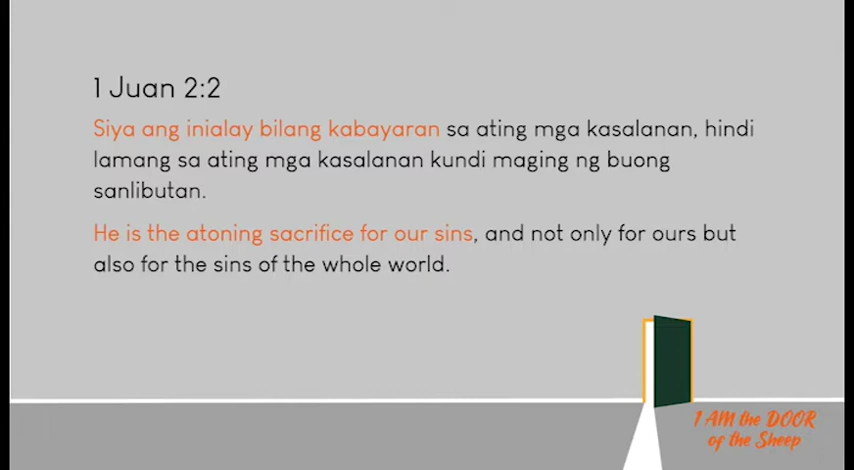 1 Juan 2:2
Siya ang inialay bilang kabayaran sa ating mga kasalanan, hindi
lamang sa ating mga kasalanan kundi maging ng buong
sanlibutan.
He is the atoning sacrifice for our sins, and not only for ours but
also for the sins of the whole world.
I AM the DOOR
of the Sheep